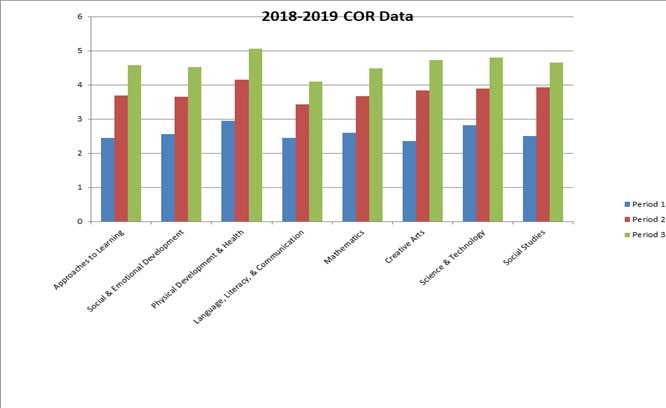 2018-2019 COR Data
6
5
4
3
2
1
0
Approaches to Learning
Social & Emotional Development
Physical Development & Health
Language, Literacy, & Communication
Mathematics
Creative Arts
Science & Technology
Social Studies
Period 1
Period 2
Period 3